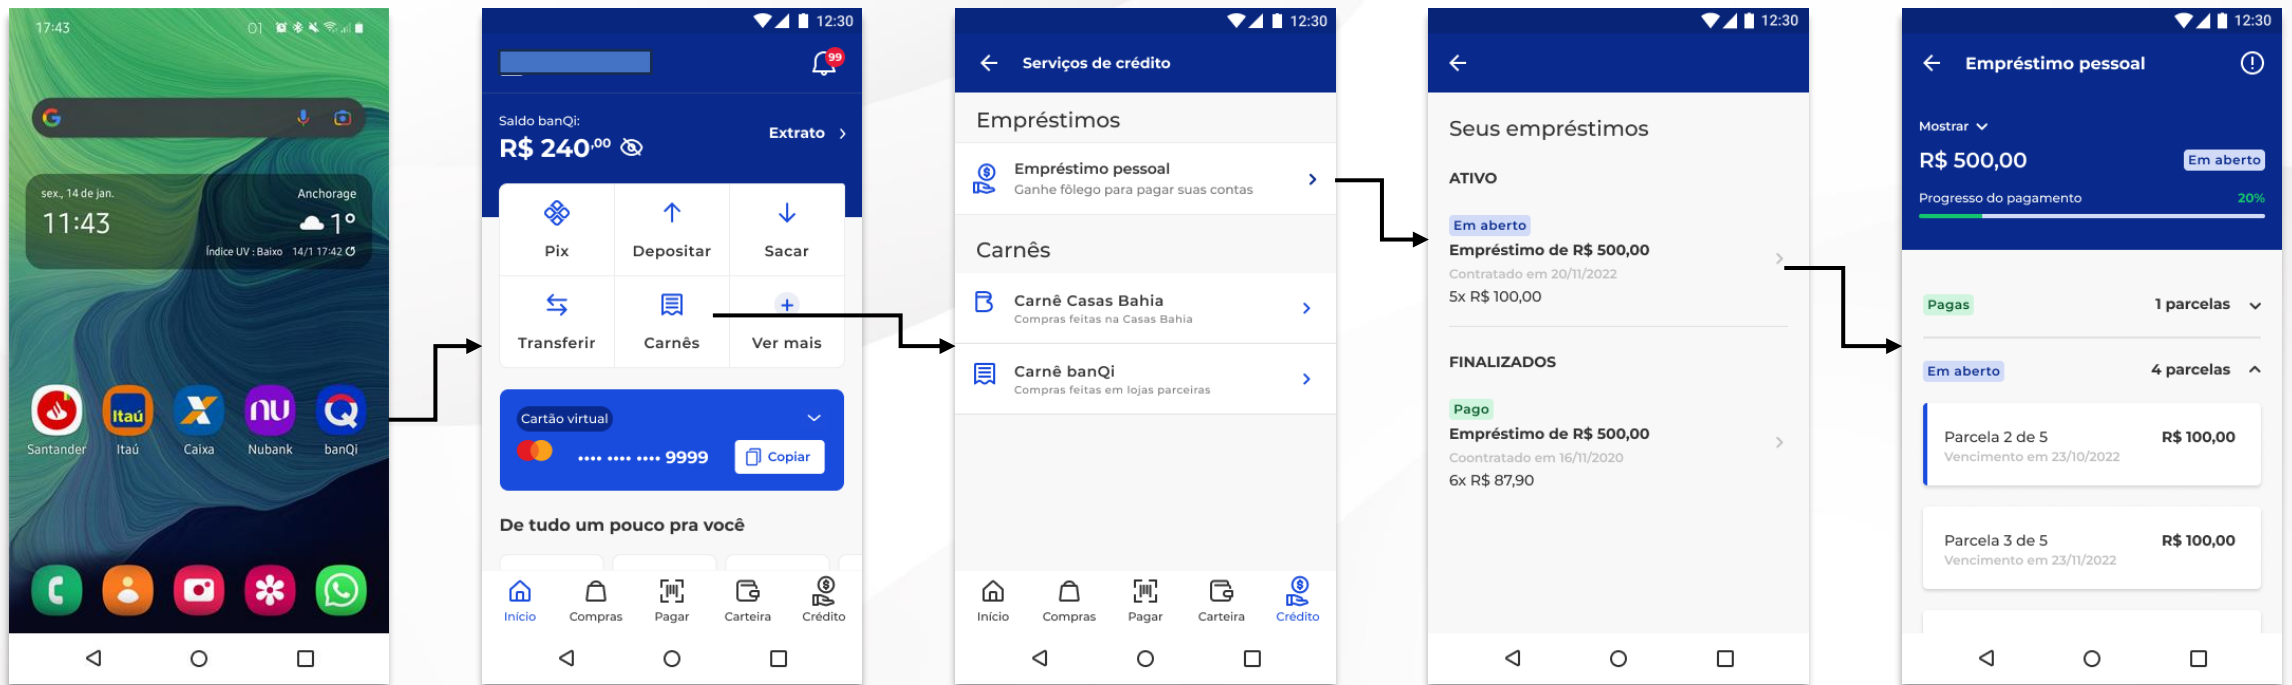 17:43
sex., 14 de jan.
Anchorage
11:43
1°
Índice UV : Baixo 14/1 17:42
Itaú
Santander
Itaú
Caixa
nu
Nubank
banQi
12:30
99
Saldo banQi:
R$ 240,00
Extrato
Pix
Depositar
Sacar
Transferir
Carnês
Ver mais
Cartão virtual
•••• •••• •••• 9999
Copiar
De tudo um pouco pra você
Início
Compras
Pagar
Carteira
Crédito
12:30
Serviços de crédito
Empréstimos
Empréstimo pessoal
Ganhe fôlego para pagar suas contas
Carnês
Carnê Casas Bahia
Compras feitas na Casas Bahia
Carnê banQi
Compras feitas em lojas parceiras
Início
Compras
Pagar
Carteira
Crédito
12:30
Seus empréstimos
ATIVO
Em aberto
Empréstimo de R$ 500,00
Contratado em 20/11/2022
5x R$ 100,00
FINALIZADOS
Pago
Empréstimo de R$ 500,00
Coontratado em 16/11/2020
6x R$ 87,90
12:30
Empréstimo pessoal
Mostrar
R$ 500,00
Em aberto
Progresso do pagamento
20%
Pagas
1 parcelas
Em aberto
4 parcelas
Parcela 2 de 5
R$ 100,00
Vencimento em 23/10/2022
Parcela 3 de 5
R$ 100,00
Vencimento em 23/11/2022